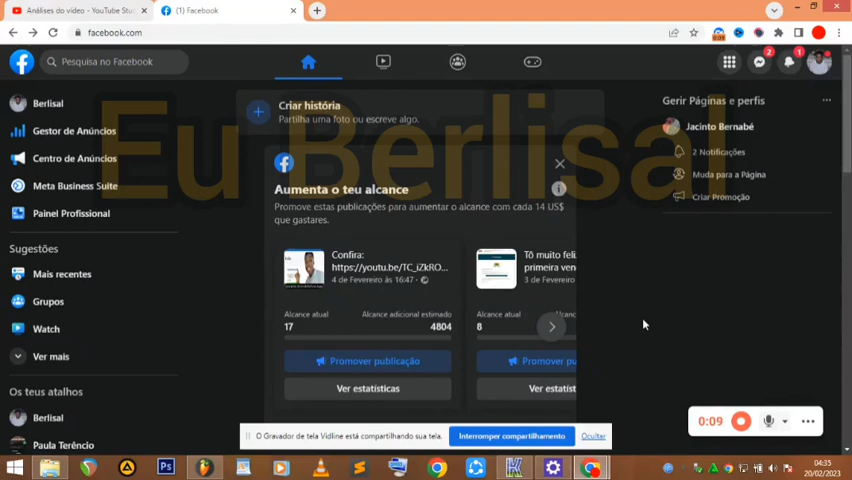 Análises do vídeo - YouTube Stu
(1) Facebook
facebook.com
0:09
Pesquisa no Facebook
2
1
Eu Berlisal
Berlisal
Gestor de Anúncios
Centro de Anúncios
Meta Business Suite
Painel Profissional
Sugestões
Mais recentes
Grupos
Watch
Ver mais
Os teus atalhos
Berlisal
Paula Terêncio
Criar história
Partilha uma foto ou escreve algo.
Aumenta o teu alcance
Promove estas publicações para aumentar o alcance com cada 14 US$
que gastares.
Confira:
https://youtu.be/TC_iZkRO...
4 de Fevereiro às 16:47 ·
Alcance atual
Alcance adicional estimado
17
4804
Promover publicação
Ver estatísticas
Tô muito feli
primeira ven
3 de Fevereiro
Alcance atual
Alcan
8
Promover pu
Ver estatíst
Gerir Páginas e perfis
Jacinto Bernabé
2 Notificações
Muda para a Página
Criar Promoção
0:09
O Gravador de tela Vidline está compartilhando sua tela.
Interromper compartilhamento
Ocultar
Ps
04:35
20/02/2023